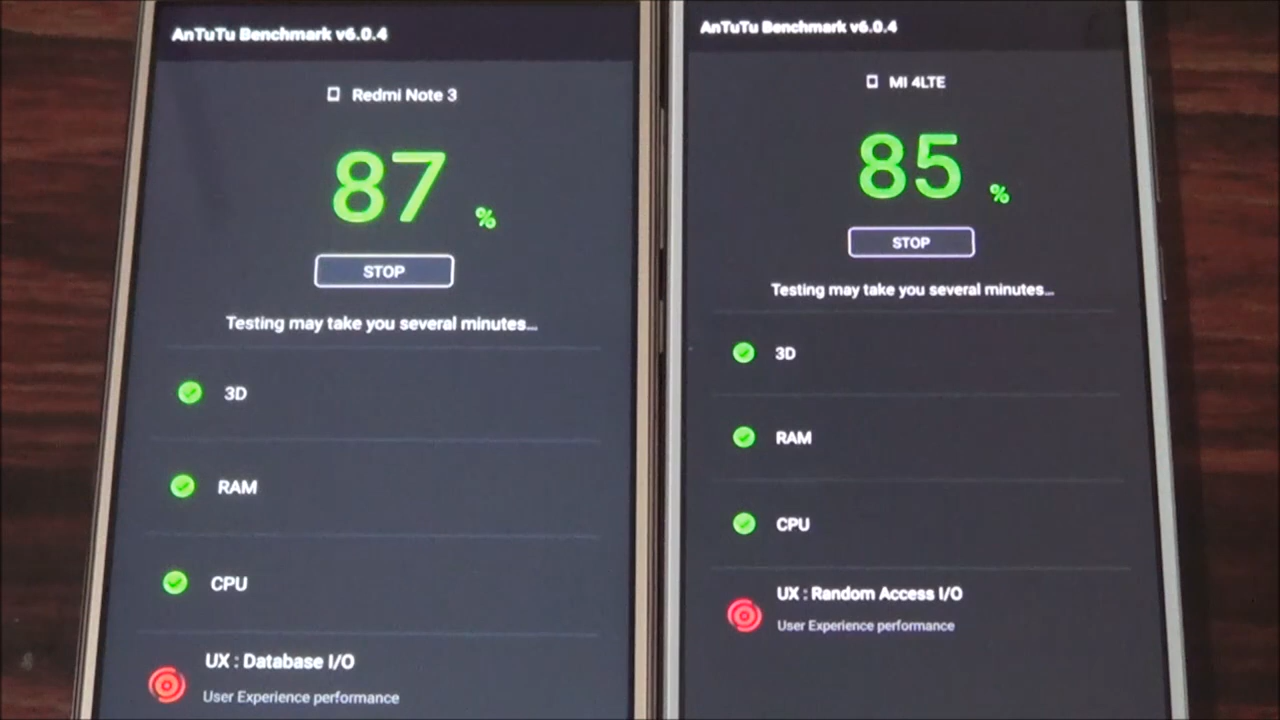 AnTuTu Benchmark v6.0.4
Redmi Note 3
87 %
STOP
Testing may take you several minutes...
3D
RAM
CPU
UX : Database I/O
User Experience performance
AnTuTu Benchmark v6.0.4
MI 4LTE
85 %
STOP
Testing may take you several minutes...
3D
RAM
CPU
UX : Random Access I/O
User Experience performance